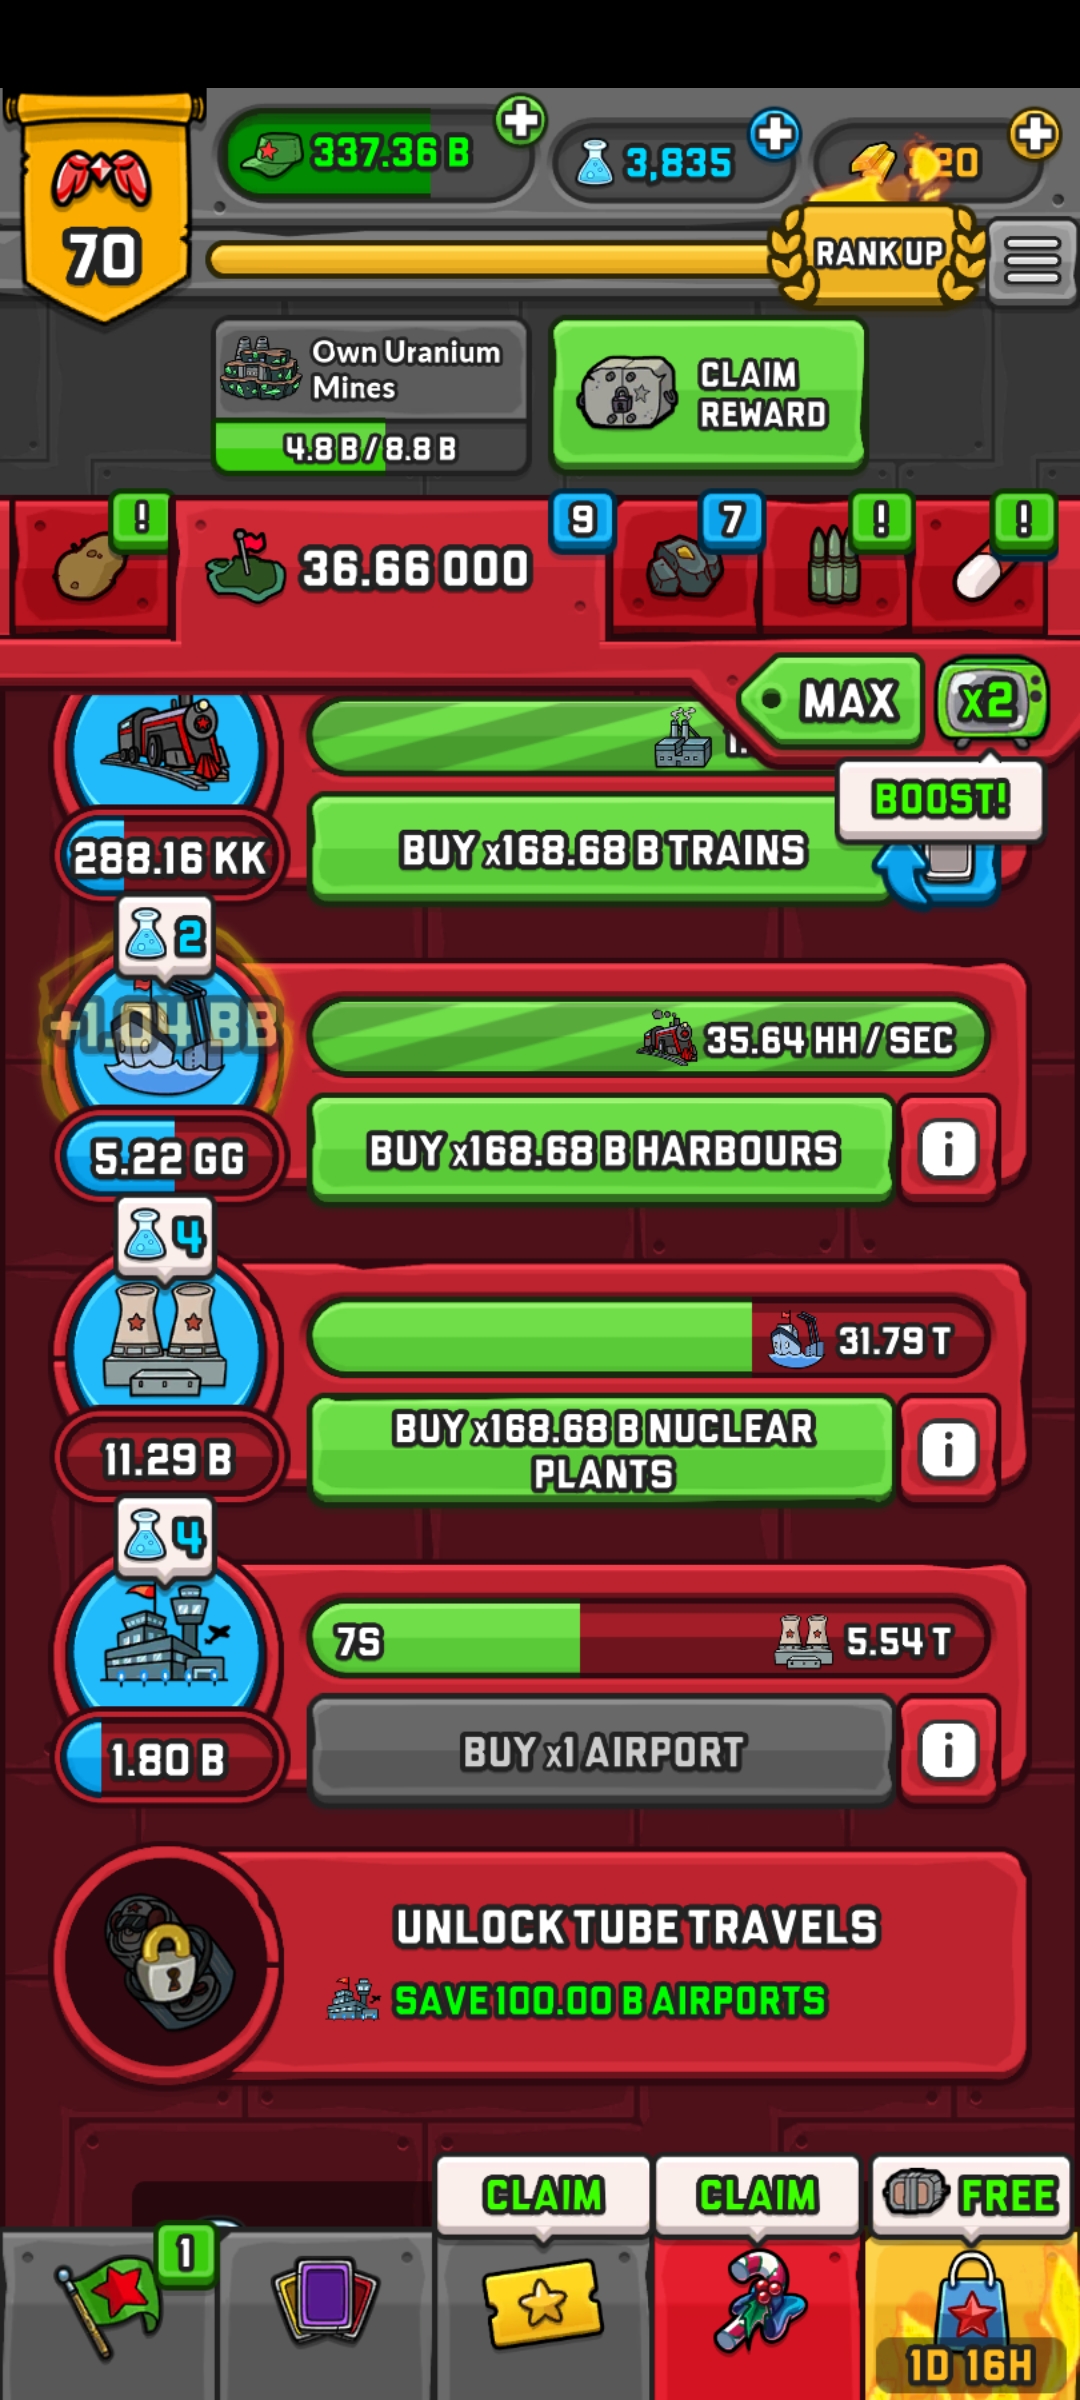 70
337.36 B
3,835
20
RANK UP
Own Uranium
Mines
4.8 B / 8.8 B
CLAIM
REWARD
!
36.66 OOO
9
7
!
!
MAX
x2
BOOST!
288.16 KK
BUY x168.68 B TRAINS
2
+1.04 BB
35.64 HH / SEC
5.22 GG
BUY x168.68 B HARBOURS
i
4
31.79 T
11.29 B
BUY x168.68 B NUCLEAR
PLANTS
i
4
7S
5.54 T
1.80 B
BUY x1 AIRPORT
i
UNLOCK TUBE TRAVELS
SAVE 100.00 B AIRPORTS
CLAIM
CLAIM
FREE
1
1D 16H